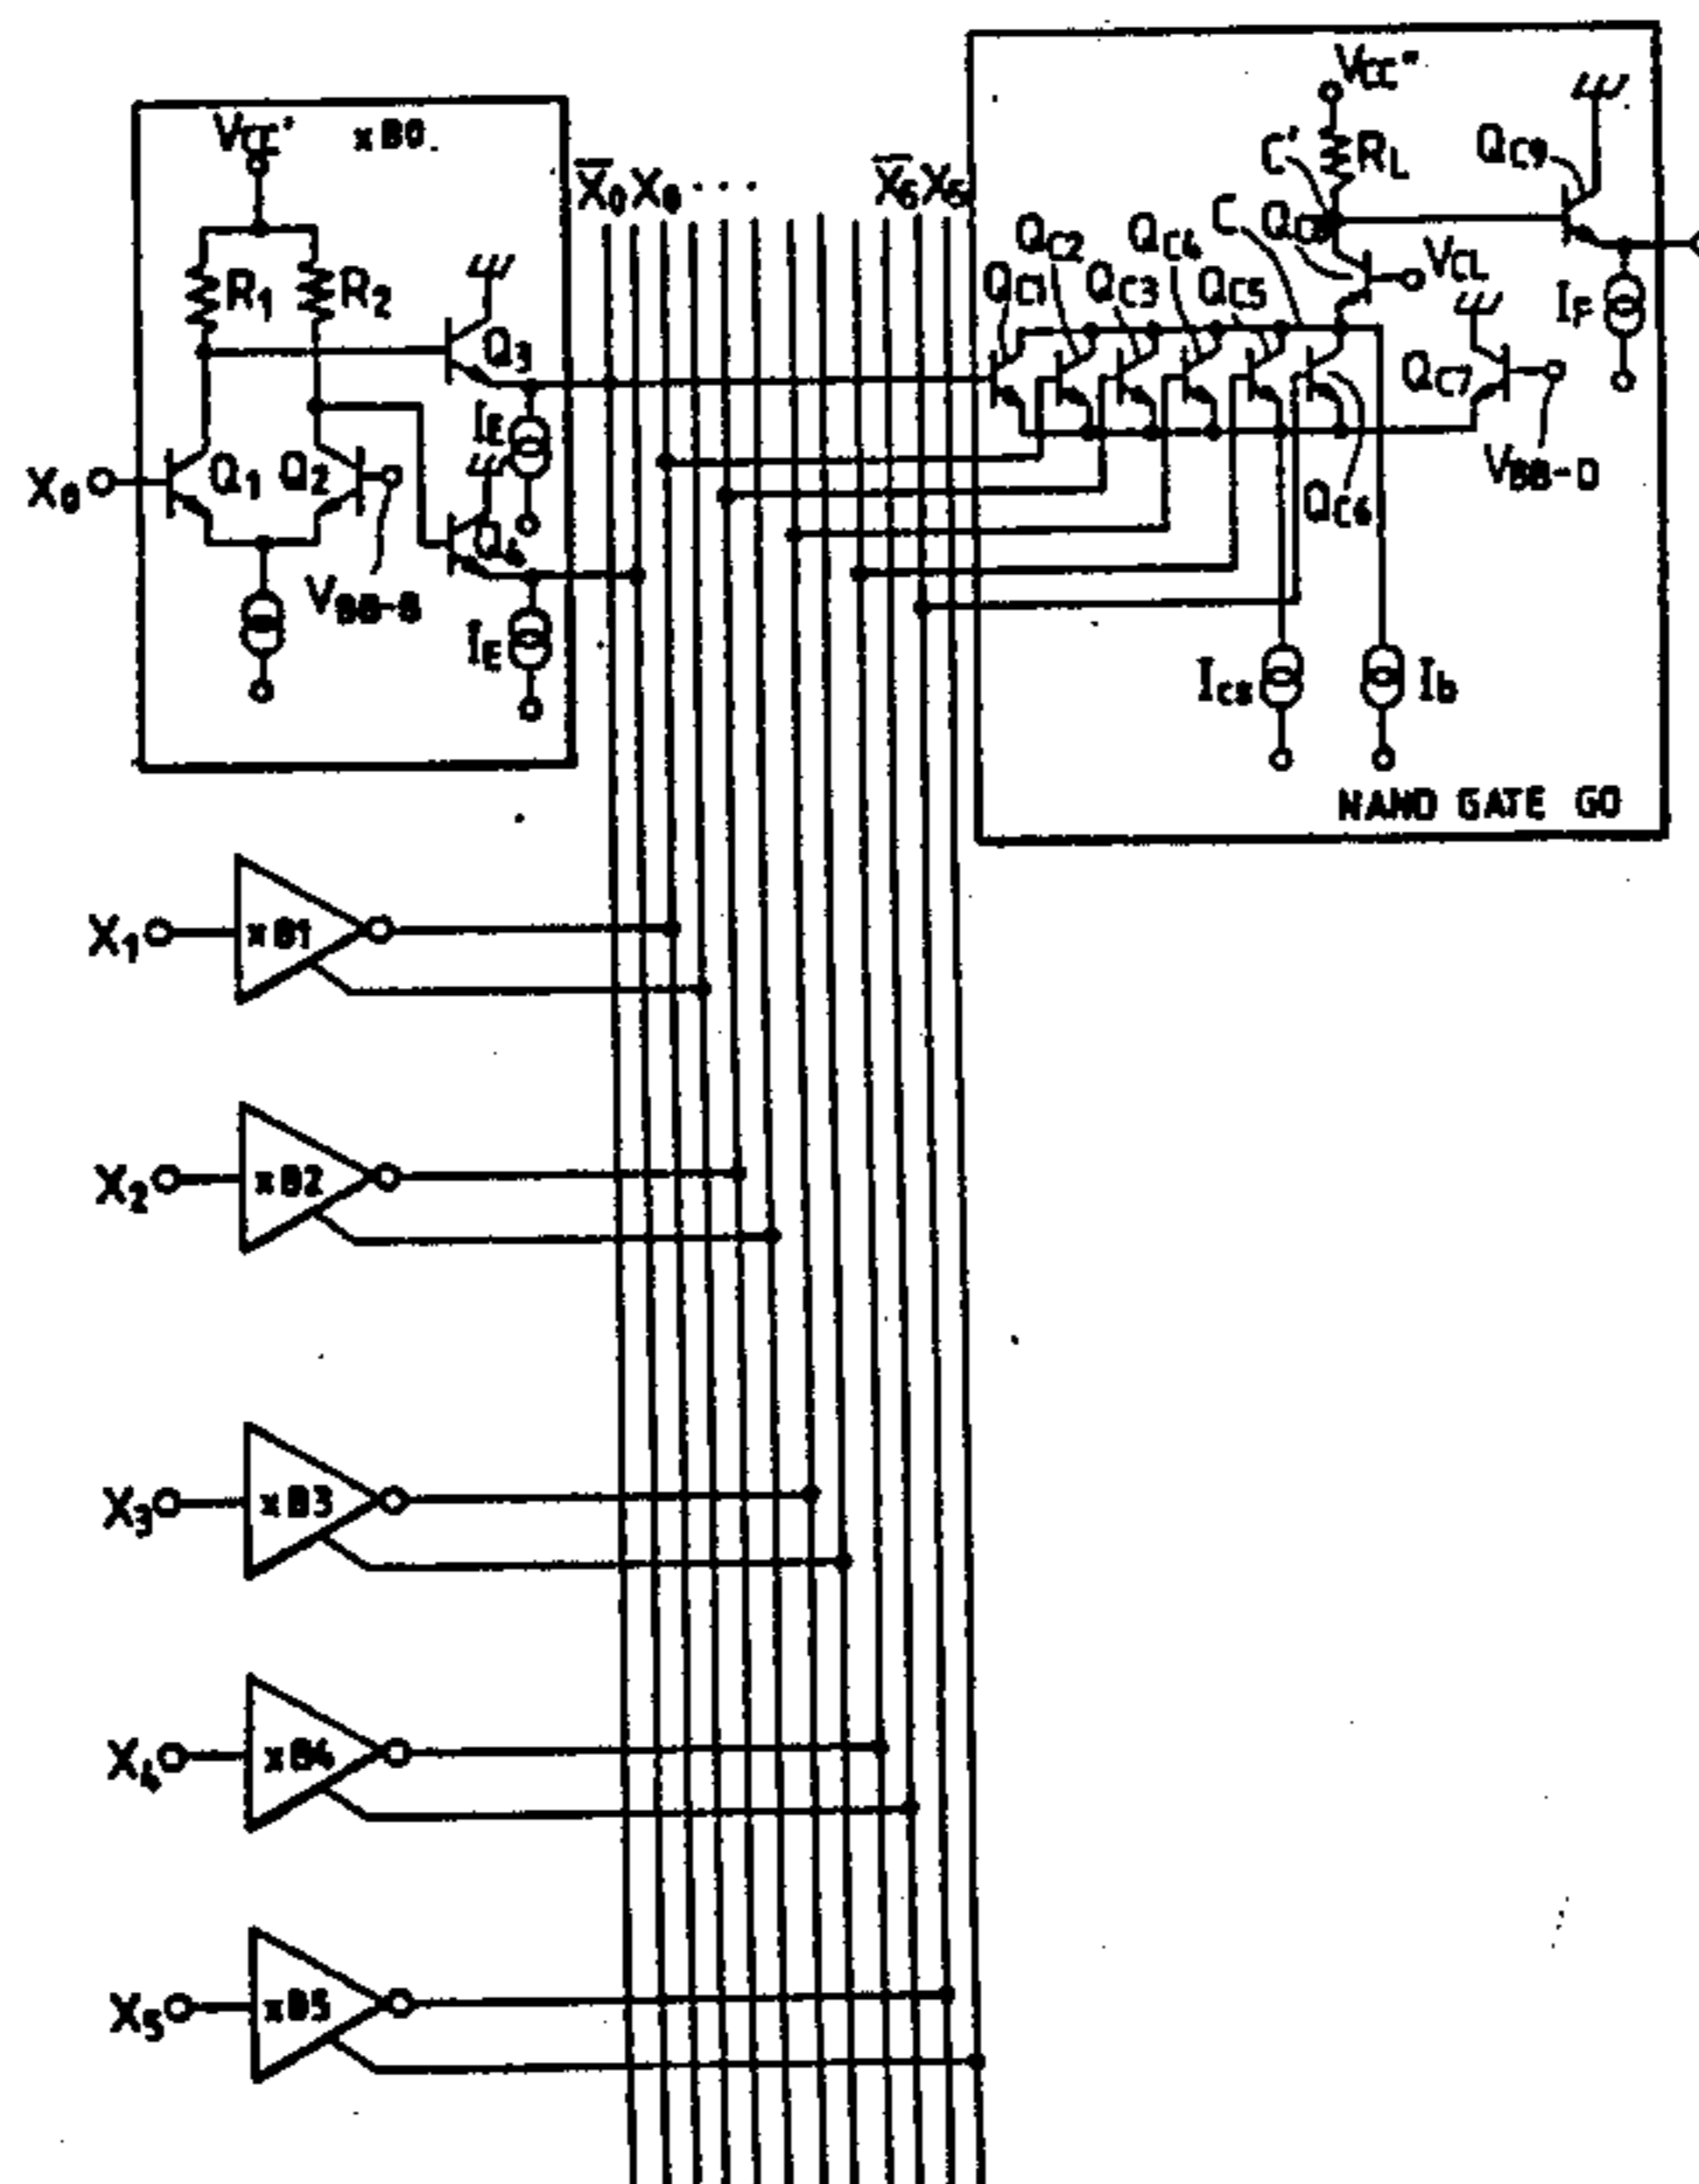 VCC'
xB0.
R1
R2
Q3
IE
X0
Q1
Q2
Q4
VBB-B
IE
X̅0 X0 . . . X̅5 X5
VCC"
C'
RL
QC9
C
VCL
QC1
QC2
QC3
QC4
QC5
IF
QC7
VBB-D
QC6
Ics
Ib
NAND GATE G0
X1
xB1
X2
xB2
X3
xB3
X4
xB4
X5
xB5